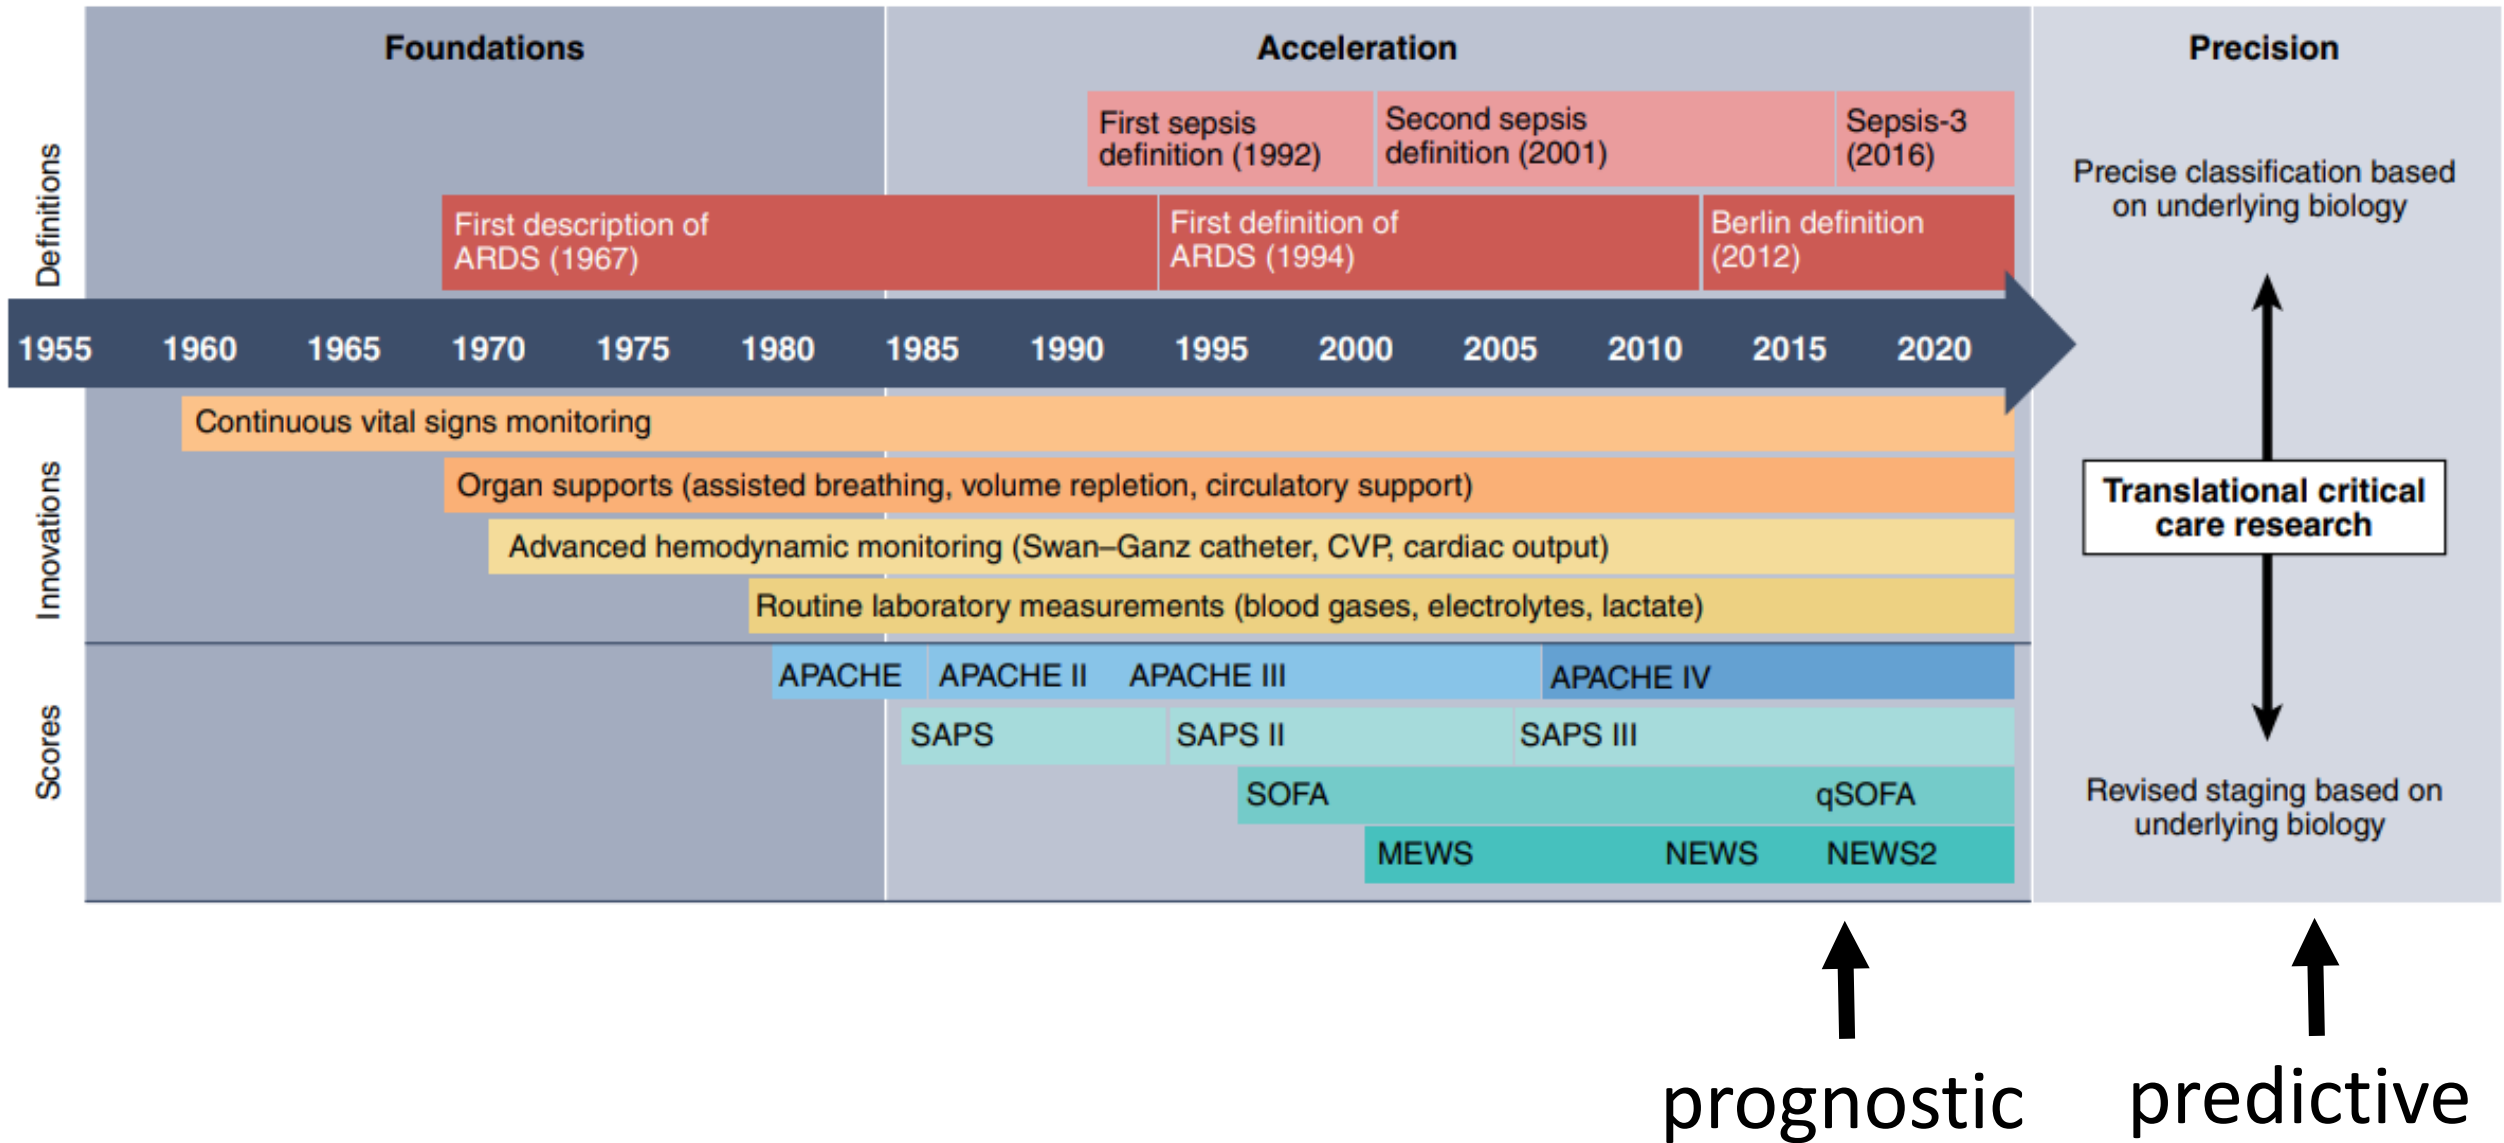 Foundations
Acceleration
Precision
Definitions
First sepsis
definition (1992)
Second sepsis
definition (2001)
Sepsis-3
(2016)
First description of
ARDS (1967)
First definition of
ARDS (1994)
Berlin definition
(2012)
Precise classification based
on underlying biology
1955 1960 1965 1970 1975 1980 1985 1990 1995 2000 2005 2010 2015 2020
Innovations
Continuous vital signs monitoring
Organ supports (assisted breathing, volume repletion, circulatory support)
Advanced hemodynamic monitoring (Swan–Ganz catheter, CVP, cardiac output)
Routine laboratory measurements (blood gases, electrolytes, lactate)
Translational critical
care research
Scores
APACHE APACHE II APACHE III APACHE IV
SAPS SAPS II SAPS III
SOFA qSOFA
MEWS NEWS NEWS2
Revised staging based on
underlying biology
prognostic
predictive